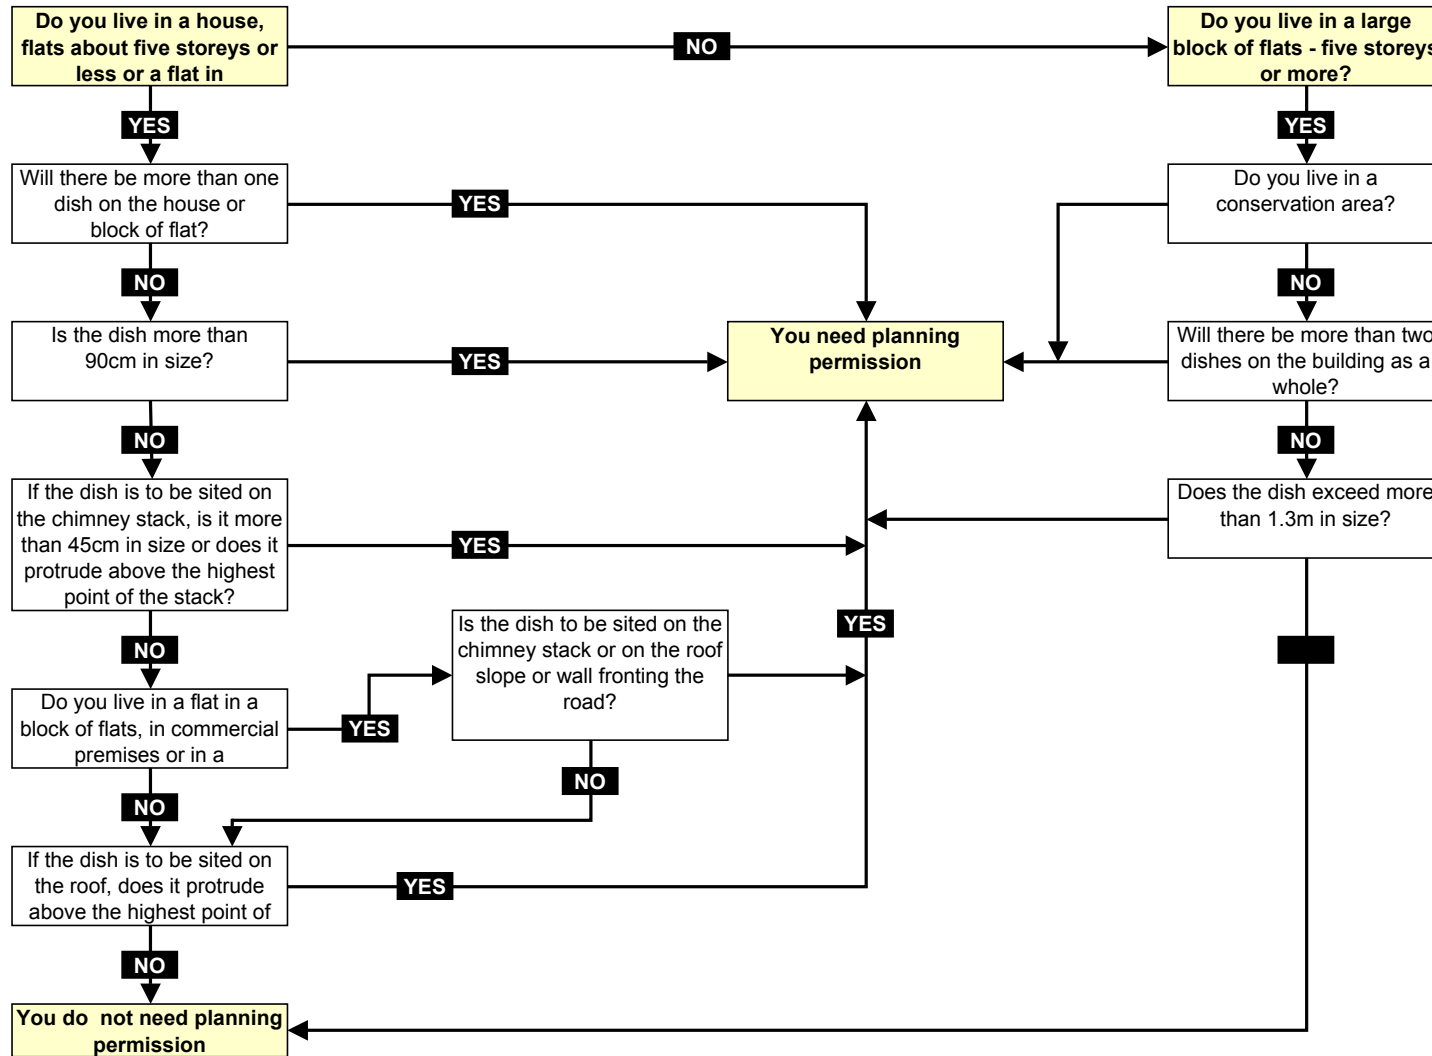 Do you live in a house,
flats about five storeys or
less or a flat in
NO
Do you live in a large
block of flats - five storeys
or more?
YES
YES
Will there be more than one
dish on the house or
block of flat?
YES
Do you live in a
conservation area?
NO
NO
Is the dish more than
90cm in size?
YES
You need planning
permission
Will there be more than two
dishes on the building as a
whole?
NO
NO
If the dish is to be sited on
the chimney stack, is it more
than 45cm in size or does it
protrude above the highest
point of the stack?
YES
Does the dish exceed more
than 1.3m in size?
NO
Is the dish to be sited on the
chimney stack or on the roof
slope or wall fronting the
road?
YES
Do you live in a flat in a
block of flats, in commercial
premises or in a
YES
NO
NO
If the dish is to be sited on
the roof, does it protrude
above the highest point of
YES
NO
You do  not need planning
permission